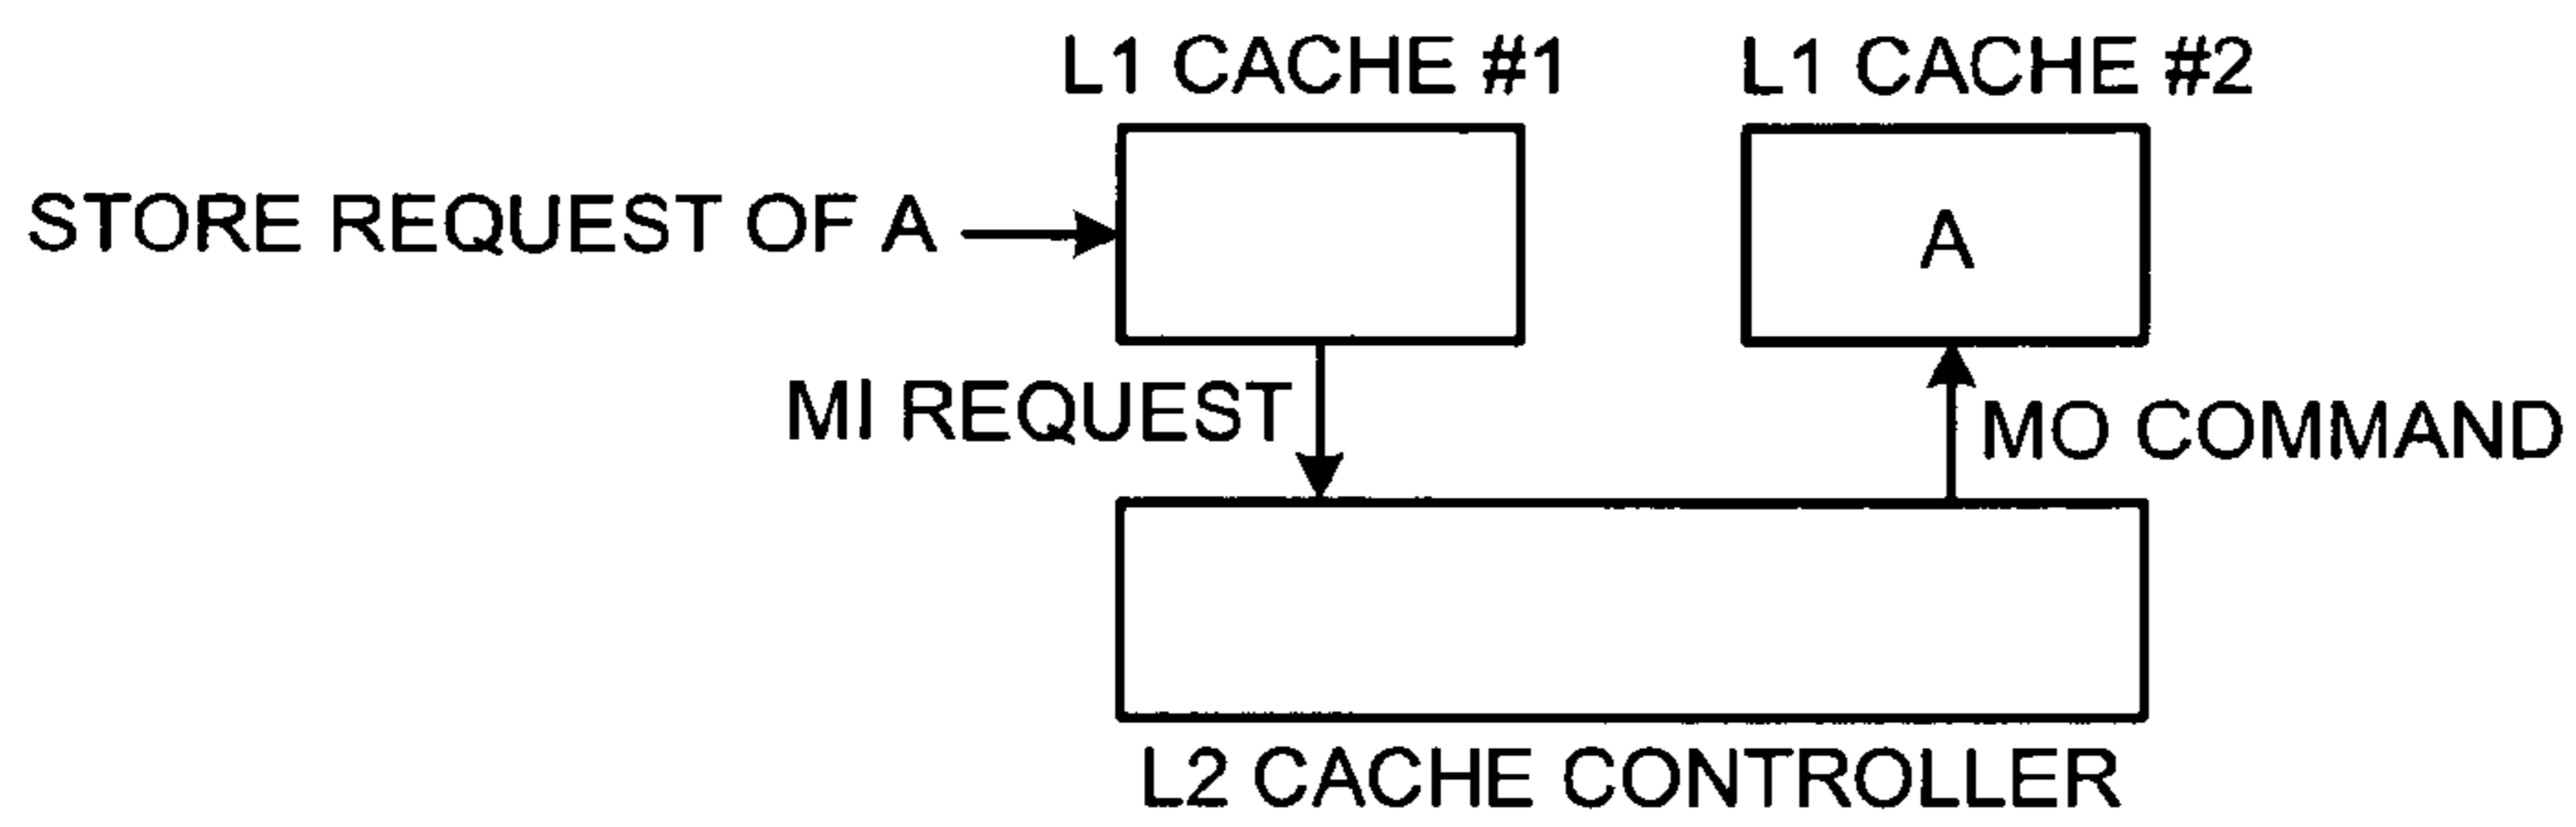 L1 CACHE #1
L1 CACHE #2
STORE REQUEST OF A
A
MI REQUEST
MO COMMAND
L2 CACHE CONTROLLER